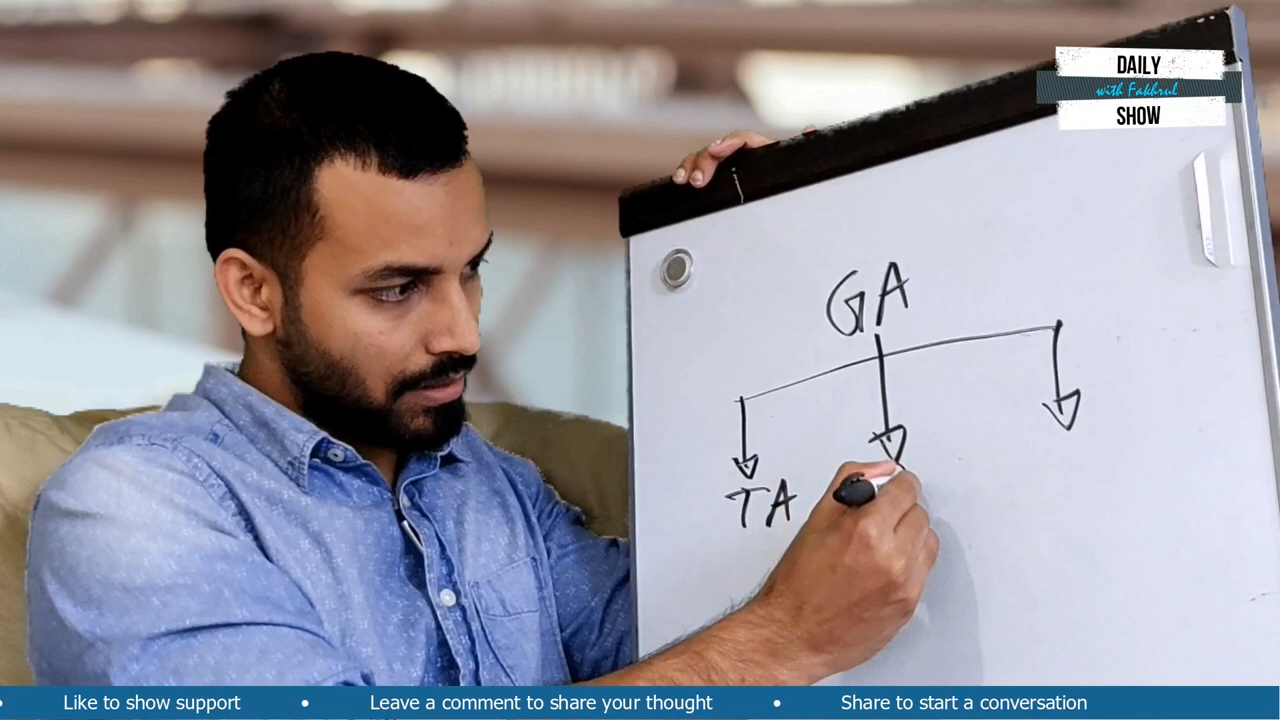 DAILY
with Fakhrul
SHOW
GA
TA
• Like to show support • Leave a comment to share your thought • Share to start a conversation